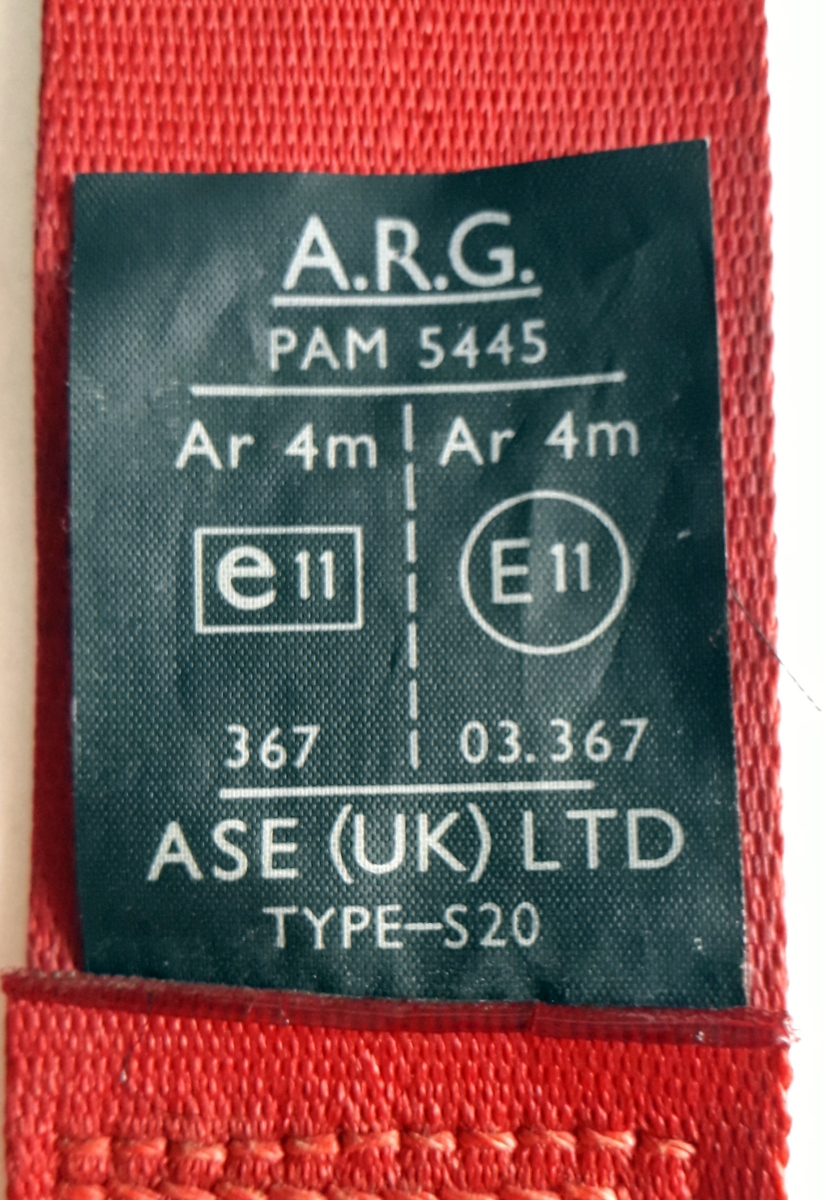 A.R.G.
PAM 5445
Ar 4m Ar 4m
e 11 E 11
367 03.367
ASE (UK) LTD
TYPE–S20